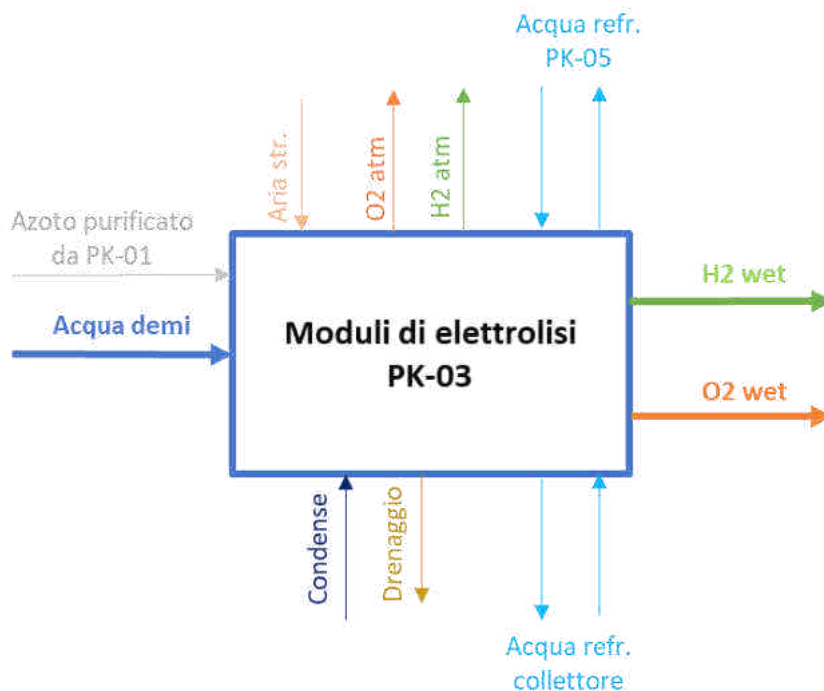 Acqua refr.
PK-05
Aria str.
O2 atm
H2 atm
Azoto purificato
da PK-01
Acqua demi
Moduli di elettrolisi
PK-03
H2 wet
O2 wet
Condense
Drenaggio
Acqua refr.
collettore